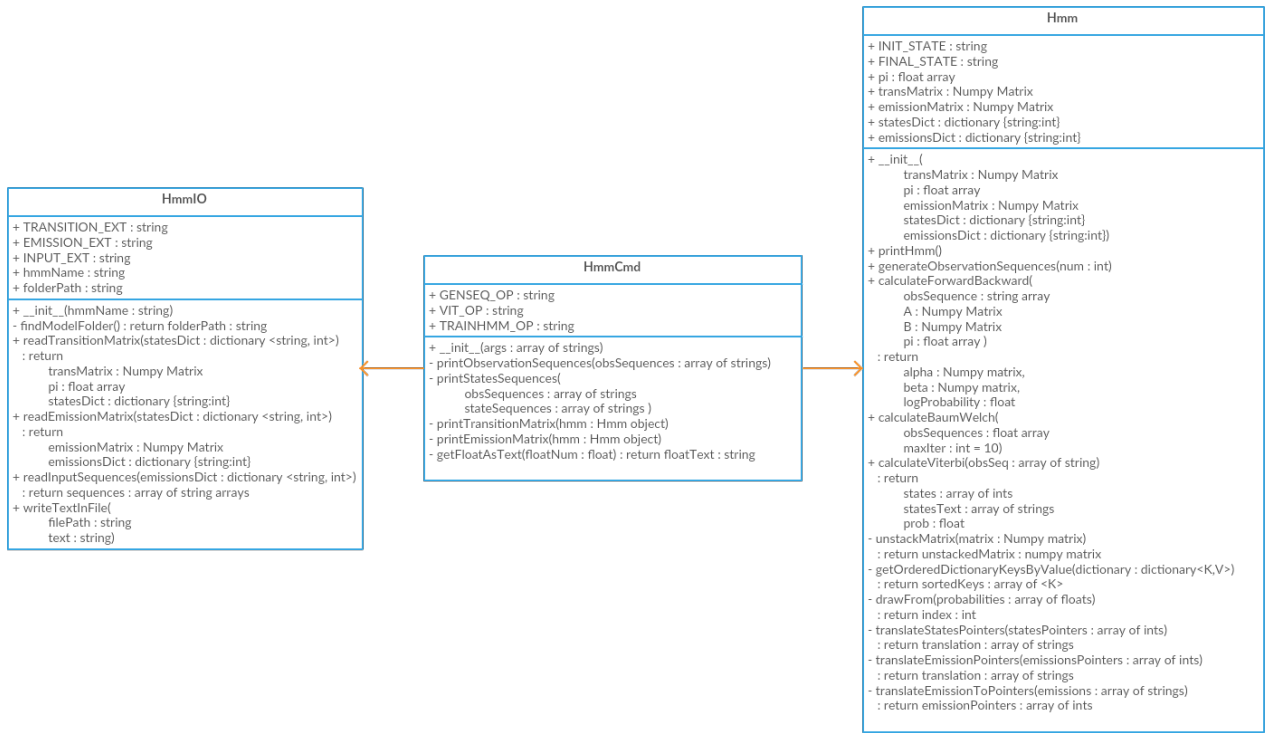 HmmIO
+ TRANSITION_EXT : string
+ EMISSION_EXT : string
+ INPUT_EXT : string
+ hmmName : string
+ folderPath : string
+ __init__(hmmName : string)
- findModelFolder() : return folderPath : string
+ readTransitionMatrix(statesDict : dictionary <string, int>)
: return
transMatrix : Numpy Matrix
pi : float array
statesDict : dictionary {string:int}
+ readEmissionMatrix(statesDict : dictionary <string, int>)
: return
emissionMatrix : Numpy Matrix
emissionsDict : dictionary {string:int}
+ readInputSequences(emissionsDict : dictionary <string, int>)
: return sequences : array of string arrays
+ writeTextInFile(
filePath : string
text : string)
HmmCmd
+ GENSEQ_OP : string
+ VIT_OP : string
+ TRAINHMM_OP : string
+ __init__(args : array of strings)
- printObservationSequences(obsSequences : array of strings)
- printStatesSequences(
obsSequences : array of strings
stateSequences : array of strings )
- printTransitionMatrix(hmm : Hmm object)
- printEmissionMatrix(hmm : Hmm object)
- getFloatAsText(floatNum : float) : return floatText : string
Hmm
+ INIT_STATE : string
+ FINAL_STATE : string
+ pi : float array
+ transMatrix : Numpy Matrix
+ emissionMatrix : Numpy Matrix
+ statesDict : dictionary {string:int}
+ emissionsDict : dictionary {string:int}
+ __init__(
transMatrix : Numpy Matrix
pi : float array
emissionMatrix : Numpy Matrix
statesDict : dictionary {string:int}
emissionsDict : dictionary {string:int})
+ printHmm()
+ generateObservationSequences(num : int)
+ calculateForwardBackward(
obsSequence : string array
A : Numpy Matrix
B : Numpy Matrix
pi : float array )
: return
alpha : Numpy matrix,
beta : Numpy matrix,
logProbability : float
+ calculateBaumWelch(
obsSequences : float array
maxIter : int = 10)
+ calculateViterbi(obsSeq : array of string)
: return
states : array of ints
statesText : array of strings
prob : float
- unstackMatrix(matrix : Numpy matrix)
: return unstackedMatrix : numpy matrix
- getOrderedDictionaryKeysByValue(dictionary : dictionary<K,V>)
: return sortedKeys : array of <K>
- drawFrom(probabilities : array of floats)
: return index : int
- translateStatesPointers(statesPointers : array of ints)
: return translation : array of strings
- translateEmissionPointers(emissionsPointers : array of ints)
: return translation : array of strings
- translateEmissionToPointers(emissions : array of strings)
: return emissionPointers : array of ints